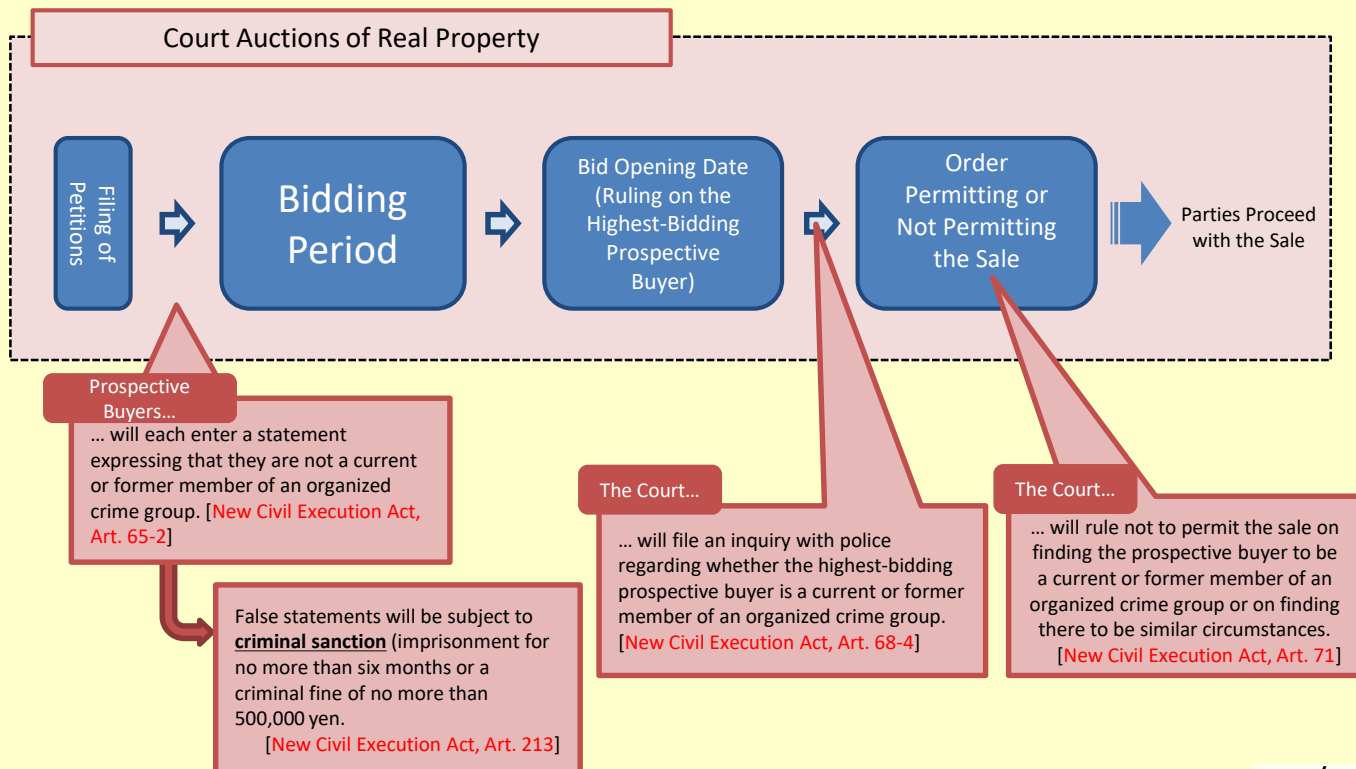 Court Auctions of Real Property
Filing of
Petitions
Bidding
Period
Bid Opening Date
(Ruling on the
Highest-Bidding
Prospective
Buyer)
Order
Permitting or
Not Permitting
the Sale
Parties Proceed
with the Sale
Prospective
Buyers…
… will each enter a statement
expressing that they are not a current
or former member of an organized
crime group. [New Civil Execution Act,
Art. 65-2]
False statements will be subject to
criminal sanction (imprisonment for
no more than six months or a
criminal fine of no more than
500,000 yen.
[New Civil Execution Act, Art. 213]
The Court…
… will file an inquiry with police
regarding whether the highest-bidding
prospective buyer is a current or former
member of an organized crime group.
[New Civil Execution Act, Art. 68-4]
The Court…
… will rule not to permit the sale on
finding the prospective buyer to be
a current or former member of an
organized crime group or on finding
there to be similar circumstances.
[New Civil Execution Act, Art. 71]